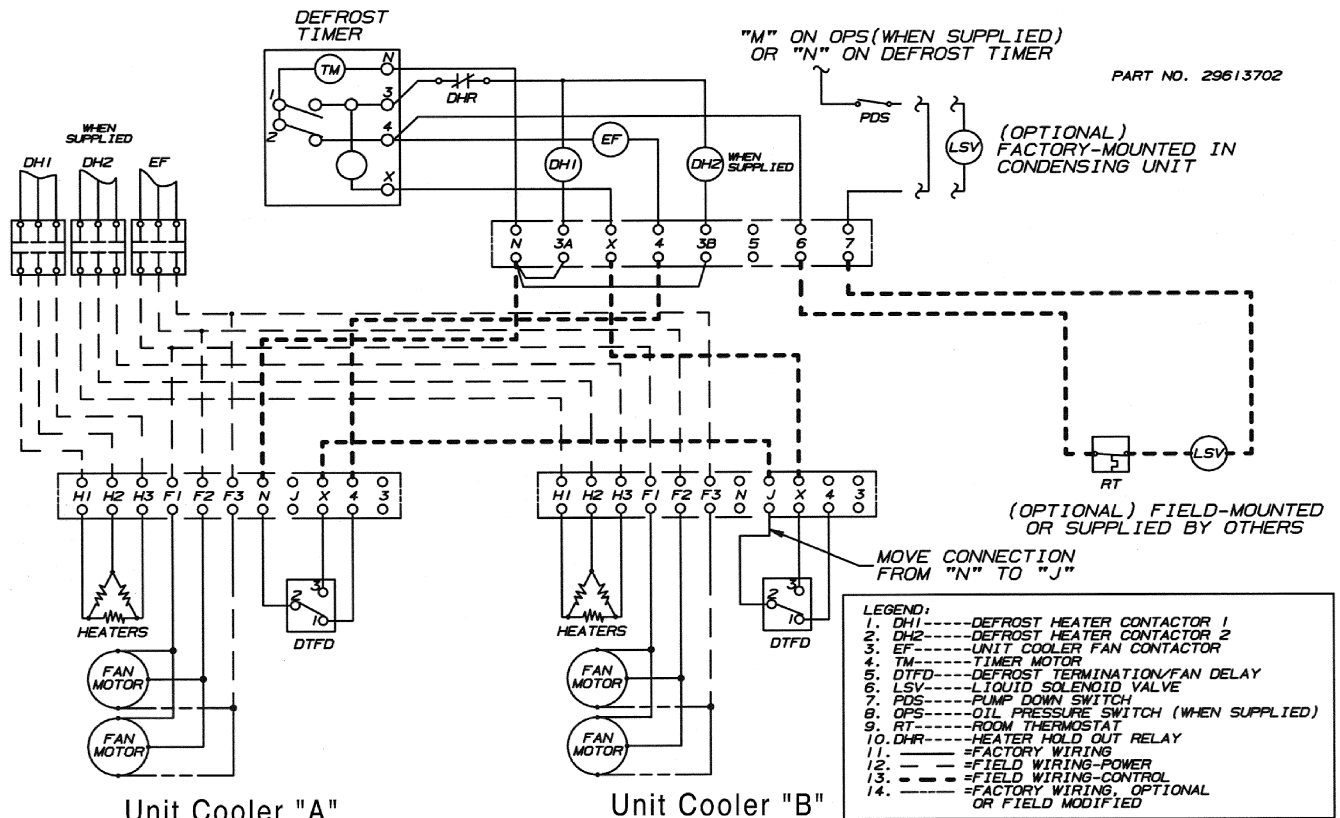 DEFROST
TIMER
"M" ON OPS(WHEN SUPPLIED)
OR "N" ON DEFROST TIMER
PART NO. 29613702
TM
N
1
2
3
4
X
DHR
PDS
LSV
(OPTIONAL)
FACTORY-MOUNTED IN
CONDENSING UNIT
WHEN
SUPPLIED
DH1 DH2 EF
EF
DH1
DH2
WHEN
SUPPLIED
N 3A X 4 3B 5 6 7
H1 H2 H3 F1 F2 F3 N J X 4 3
H1 H2 H3 F1 F2 F3 N J X 4 3
RT
LSV
(OPTIONAL) FIELD-MOUNTED
OR SUPPLIED BY OTHERS
MOVE CONNECTION
FROM "N" TO "J"
HEATERS
2
3
1
DTFD
HEATERS
2
3
1
DTFD
FAN
MOTOR
FAN
MOTOR
FAN
MOTOR
FAN
MOTOR
Unit Cooler "A"
Unit Cooler "B"
LEGEND:
1. DH1-----DEFROST HEATER CONTACTOR 1
2. DH2-----DEFROST HEATER CONTACTOR 2
3. EF------UNIT COOLER FAN CONTACTOR
4. TM------TIMER MOTOR
5. DTFD----DEFROST TERMINATION/FAN DELAY
6. LSV-----LIQUID SOLENOID VALVE
7. PDS-----PUMP DOWN SWITCH
8. OPS-----OIL PRESSURE SWITCH (WHEN SUPPLIED)
9. RT------ROOM THERMOSTAT
10.DHR-----HEATER HOLD OUT RELAY
11. =FACTORY WIRING
12. =FIELD WIRING-POWER
13. =FIELD WIRING-CONTROL
14. =FACTORY WIRING, OPTIONAL
OR FIELD MODIFIED